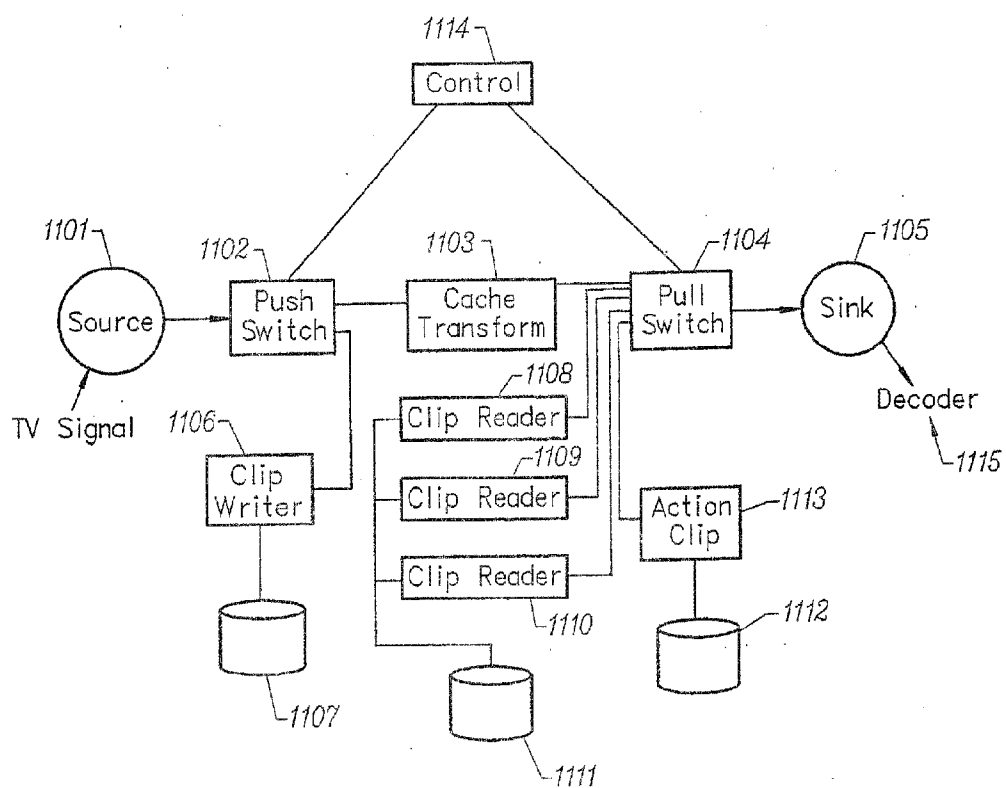 1114
Control
1101
1102
1103
1104
1105
Source
Push
Switch
Cache
Transform
Pull
Switch
Sink
TV Signal
1106
Clip
Writer
1108
Clip Reader
1109
Clip Reader
Clip Reader
1110
Decoder
1115
Action
Clip
1113
1107
1111
1112